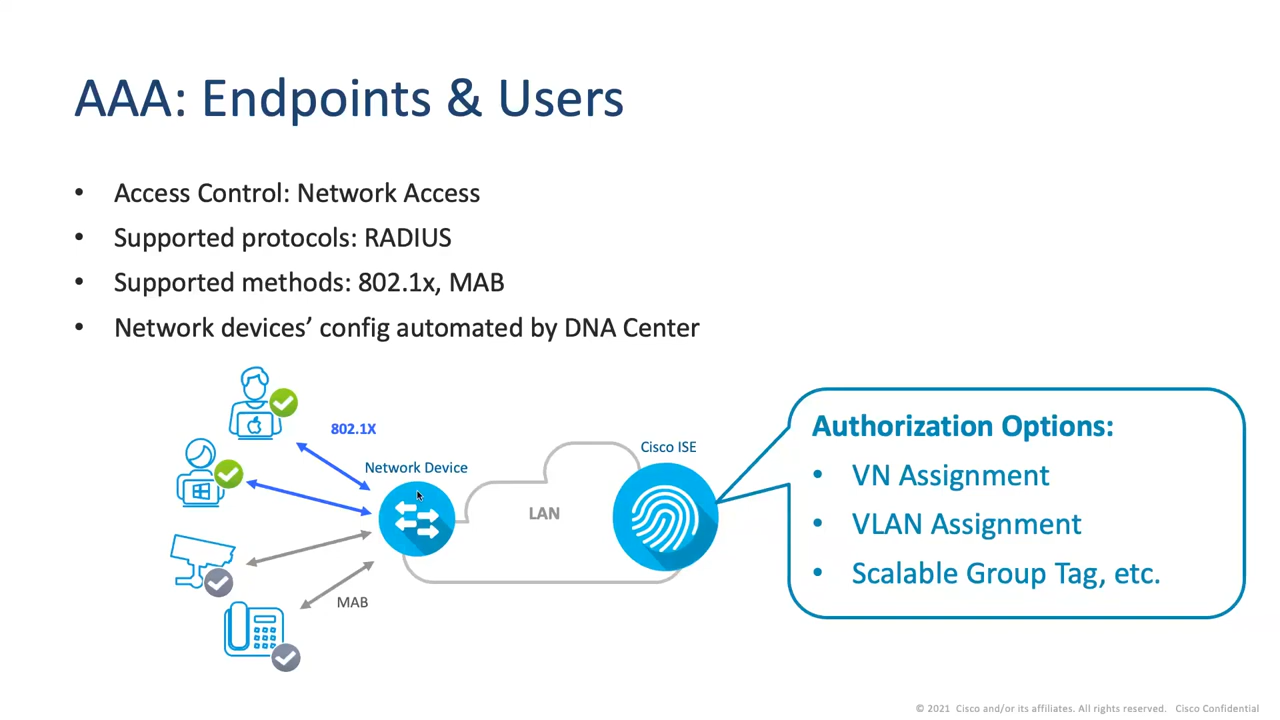 AAA: Endpoints & Users
• Access Control: Network Access
• Supported protocols: RADIUS
• Supported methods: 802.1x, MAB
• Network devices’ config automated by DNA Center
802.1X
Network Device
MAB
LAN
Cisco ISE
Authorization Options:
• VN Assignment
• VLAN Assignment
• Scalable Group Tag, etc.
© 2021 Cisco and/or its affiliates. All rights reserved. Cisco Confidential